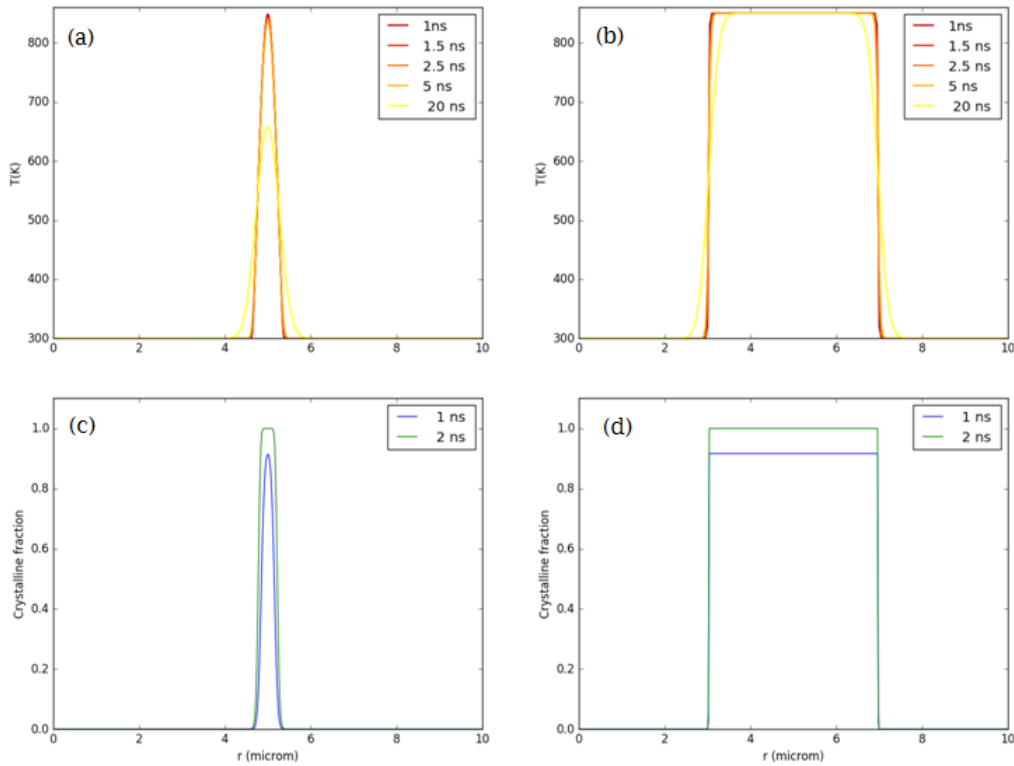 (a)
1ns
1.5 ns
2.5 ns
5 ns
20 ns
T(K)
800
700
600
500
400
300
0 2 4 6 8 10
(b)
1ns
1.5 ns
2.5 ns
5 ns
20 ns
T(K)
800
700
600
500
400
300
0 2 4 6 8 10
(c)
1 ns
2 ns
Crystalline fraction
1.0
0.8
0.6
0.4
0.2
0.0
0 2 4 6 8 10
r (microm)
(d)
1 ns
2 ns
Crystalline fraction
1.0
0.8
0.6
0.4
0.2
0.0
0 2 4 6 8 10
r (microm)